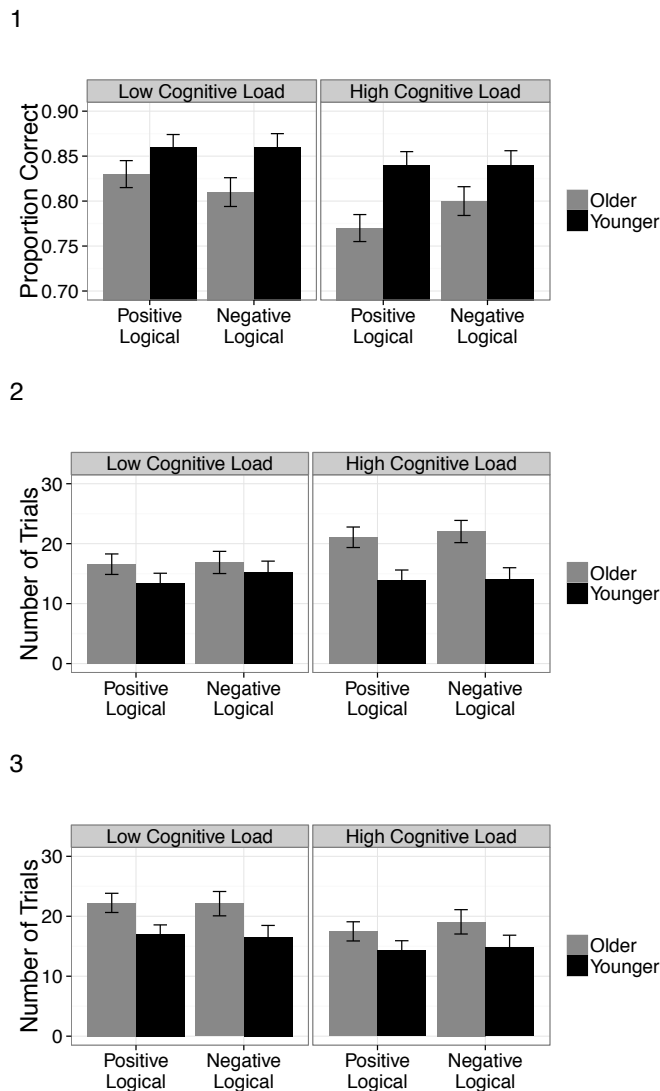 1
Low Cognitive Load High Cognitive Load
Proportion Correct
0.90
0.85
0.80
0.75
0.70
Older
Younger
Positive Logical Negative Logical Positive Logical Negative Logical
2
Low Cognitive Load High Cognitive Load
Number of Trials
30
20
10
0
Older
Younger
Positive Logical Negative Logical Positive Logical Negative Logical
3
Low Cognitive Load High Cognitive Load
Number of Trials
30
20
10
0
Older
Younger
Positive Logical Negative Logical Positive Logical Negative Logical